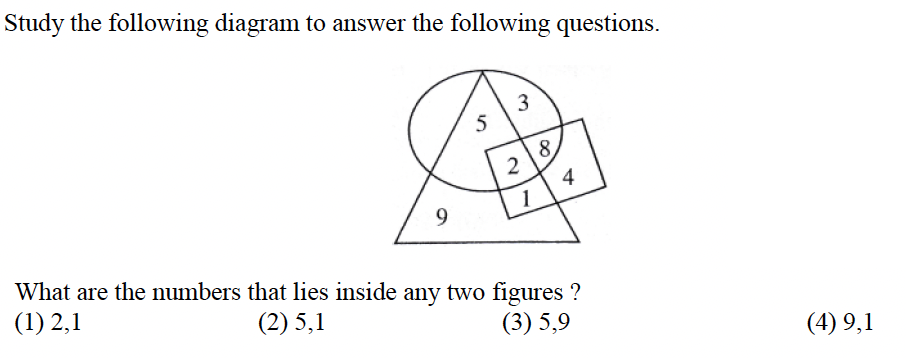 Study the following diagram to answer the following questions.
3
5
8
2
4
1
9
What are the numbers that lies inside any two figures ?
(1) 2,1 (2) 5,1 (3) 5,9 (4) 9,1